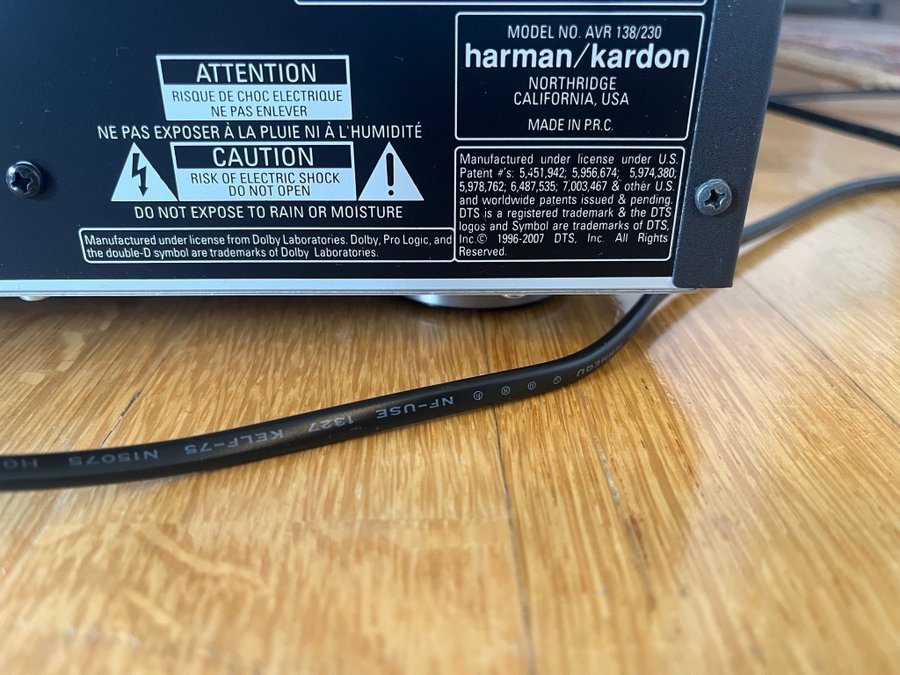 MODEL NO. AVR 138/230
harman/kardon
NORTHRIDGE
CALIFORNIA, USA
MADE IN P.R.C.
ATTENTION
RISQUE DE CHOC ELECTRIQUE
NE PAS ENLEVER
NE PAS EXPOSER À LA PLUIE NI À L'HUMIDITÉ
CAUTION
RISK OF ELECTRIC SHOCK
DO NOT OPEN
DO NOT EXPOSE TO RAIN OR MOISTURE
Manufactured under license from Dolby Laboratories. Dolby, Pro Logic, and
the double-D symbol are trademarks of Dolby Laboratories.
Manufactured under license under U.S.
Patent #'s: 5,451,942; 5,956,674; 5,974,380;
5,978,762; 6,487,535; 7,003,467 & other U.S.
and worldwide patents issued & pending.
DTS is a registered trademark & the DTS
logos and Symbol are trademarks of DTS,
Inc.© 1996-2007 DTS, Inc. All Rights
Reserved.
NF-USE 1327 KELF-75 N15075